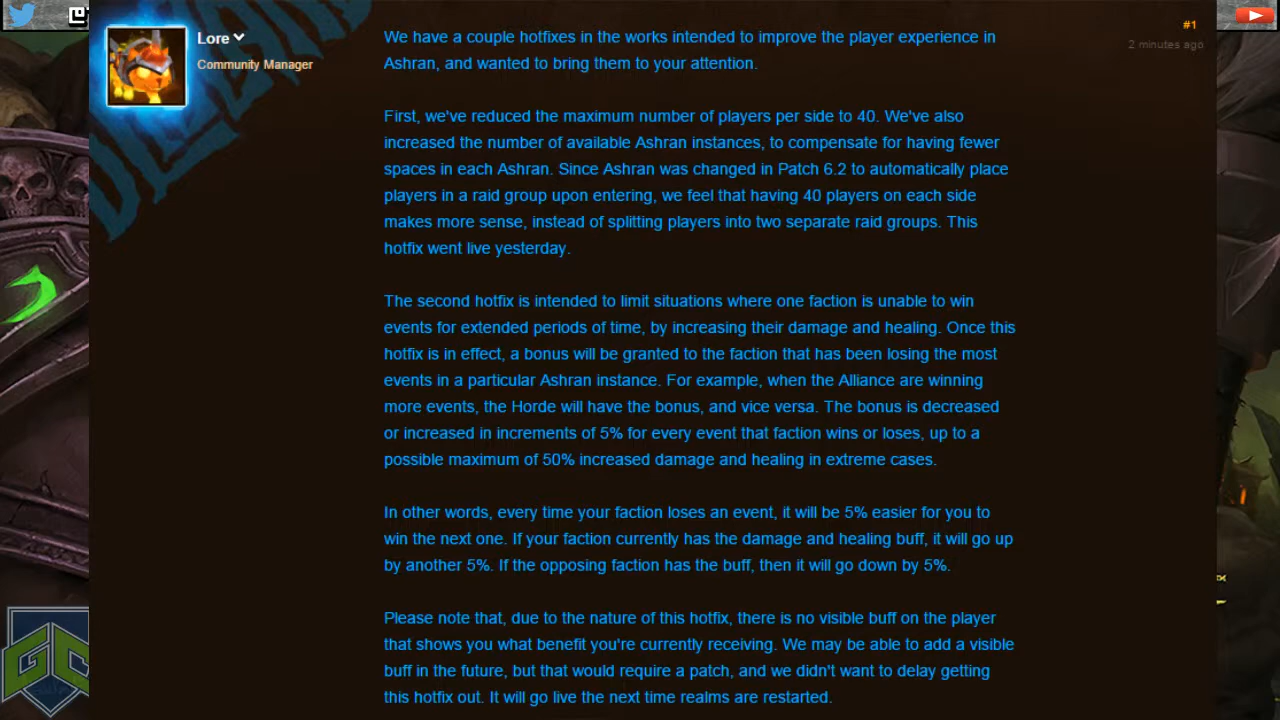 Lore
Community Manager
#1
2 minutes ago
We have a couple hotfixes in the works intended to improve the player experience in
Ashran, and wanted to bring them to your attention.
First, we've reduced the maximum number of players per side to 40. We've also
increased the number of available Ashran instances, to compensate for having fewer
spaces in each Ashran. Since Ashran was changed in Patch 6.2 to automatically place
players in a raid group upon entering, we feel that having 40 players on each side
makes more sense, instead of splitting players into two separate raid groups. This
hotfix went live yesterday.
The second hotfix is intended to limit situations where one faction is unable to win
events for extended periods of time, by increasing their damage and healing. Once this
hotfix is in effect, a bonus will be granted to the faction that has been losing the most
events in a particular Ashran instance. For example, when the Alliance are winning
more events, the Horde will have the bonus, and vice versa. The bonus is decreased
or increased in increments of 5% for every event that faction wins or loses, up to a
possible maximum of 50% increased damage and healing in extreme cases.
In other words, every time your faction loses an event, it will be 5% easier for you to
win the next one. If your faction currently has the damage and healing buff, it will go up
by another 5%. If the opposing faction has the buff, then it will go down by 5%.
Please note that, due to the nature of this hotfix, there is no visible buff on the player
that shows you what benefit you're currently receiving. We may be able to add a visible
buff in the future, but that would require a patch, and we didn't want to delay getting
this hotfix out. It will go live the next time realms are restarted.